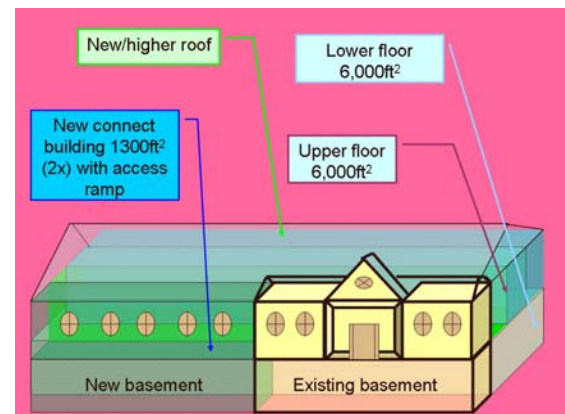 New/higher roof
Lower floor
6,000ft²
New connect
building 1300ft²
(2x) with access
ramp
Upper floor
6,000ft²
New basement
Existing basement